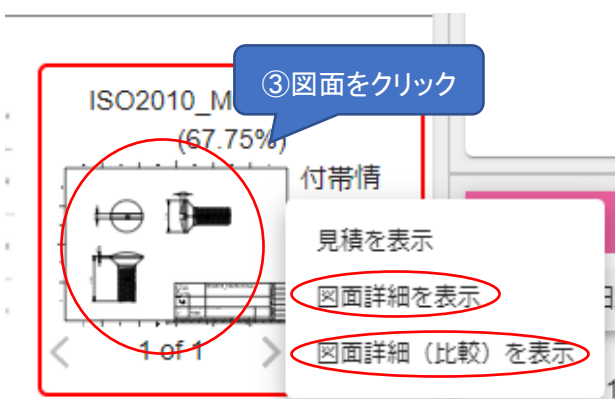 ③図面をクリック
ISO2010_M
(67.75%)
付帯情
見積を表示
図面詳細を表示
1 of 1
図面詳細（比較）を表示